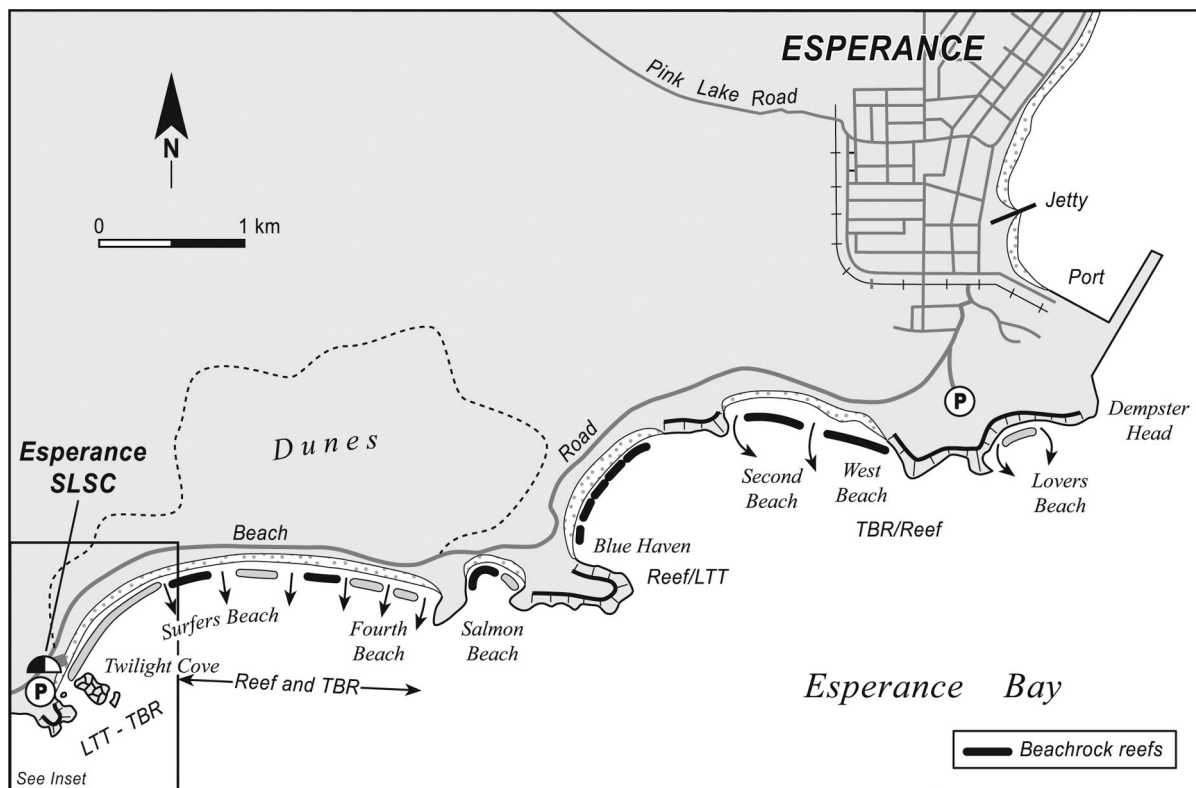 ESPERANCE
Pink Lake Road
N
0 1 km
Jetty
Port
Dunes
Road
P
Dempster
Head
Esperance
SLSC
Second
Beach
West
Beach
Lovers
Beach
TBR/Reef
Beach
Blue Haven
Reef/LTT
Surfers Beach
Fourth
Beach
Salmon
Beach
Twilight Cove
Reef and TBR
P
LTT - TBR
Esperance Bay
Beachrock reefs
See Inset